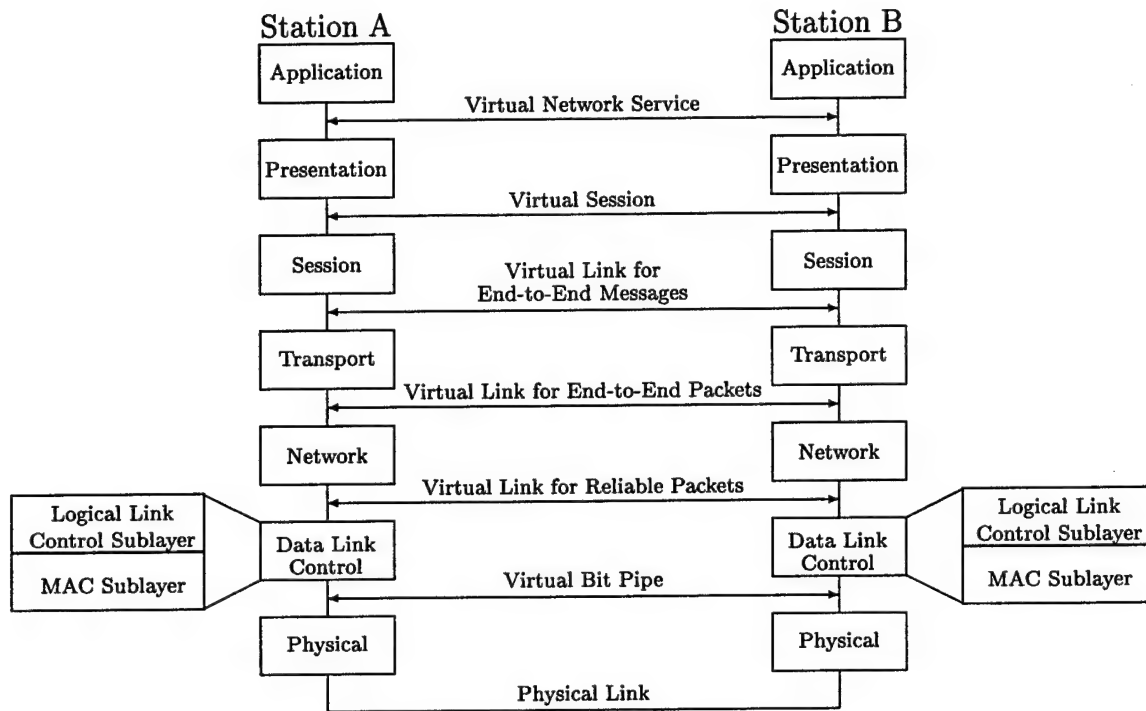 Station A
Station B
Application
Application
Virtual Network Service
Presentation
Presentation
Virtual Session
Session
Session
Virtual Link for
End-to-End Messages
Transport
Transport
Virtual Link for End-to-End Packets
Network
Network
Virtual Link for Reliable Packets
Logical Link
Control Sublayer
MAC Sublayer
Data Link
Control
Data Link
Control
Logical Link
Control Sublayer
MAC Sublayer
Virtual Bit Pipe
Physical
Physical
Physical Link